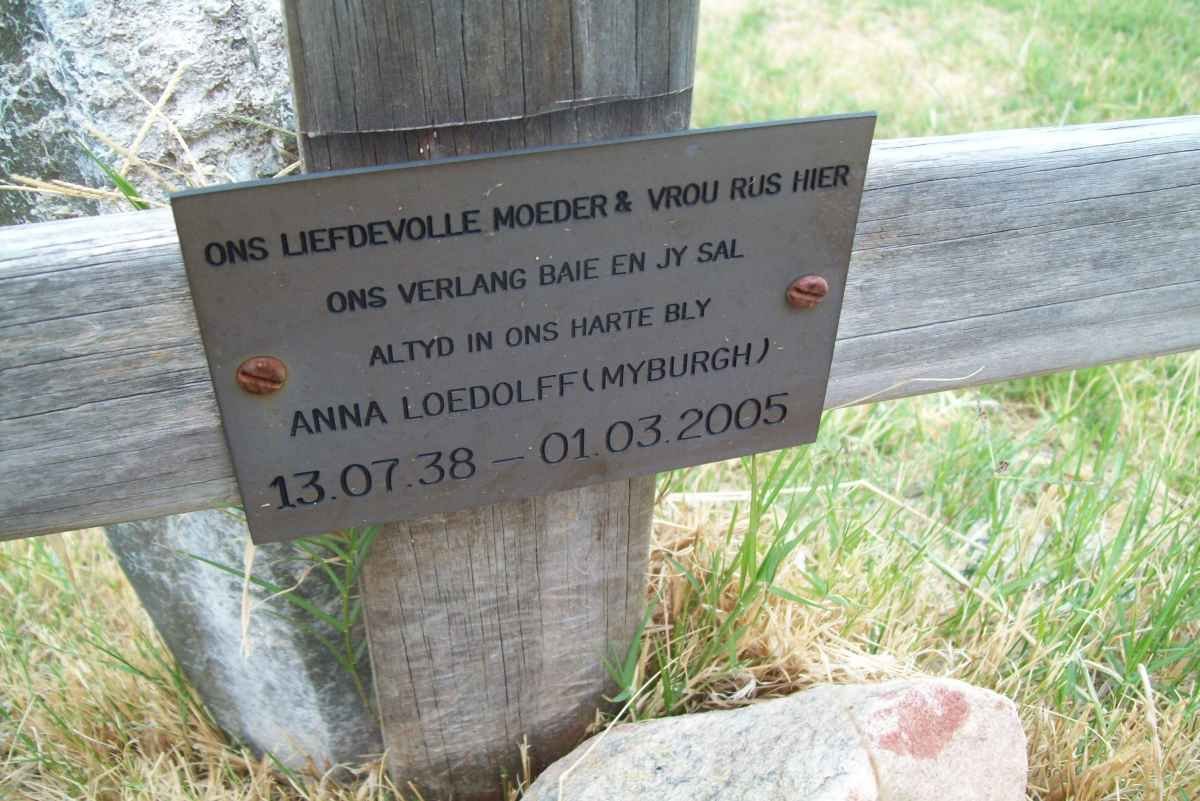 ONS LIEFDEVOLLE MOEDER & VROU RUS HIER
ONS VERLANG BAIE EN JY SAL
ALTYD IN ONS HARTE BLY
ANNA LOEDOLFF (MYBURGH)
13.07.38 – 01.03.2005